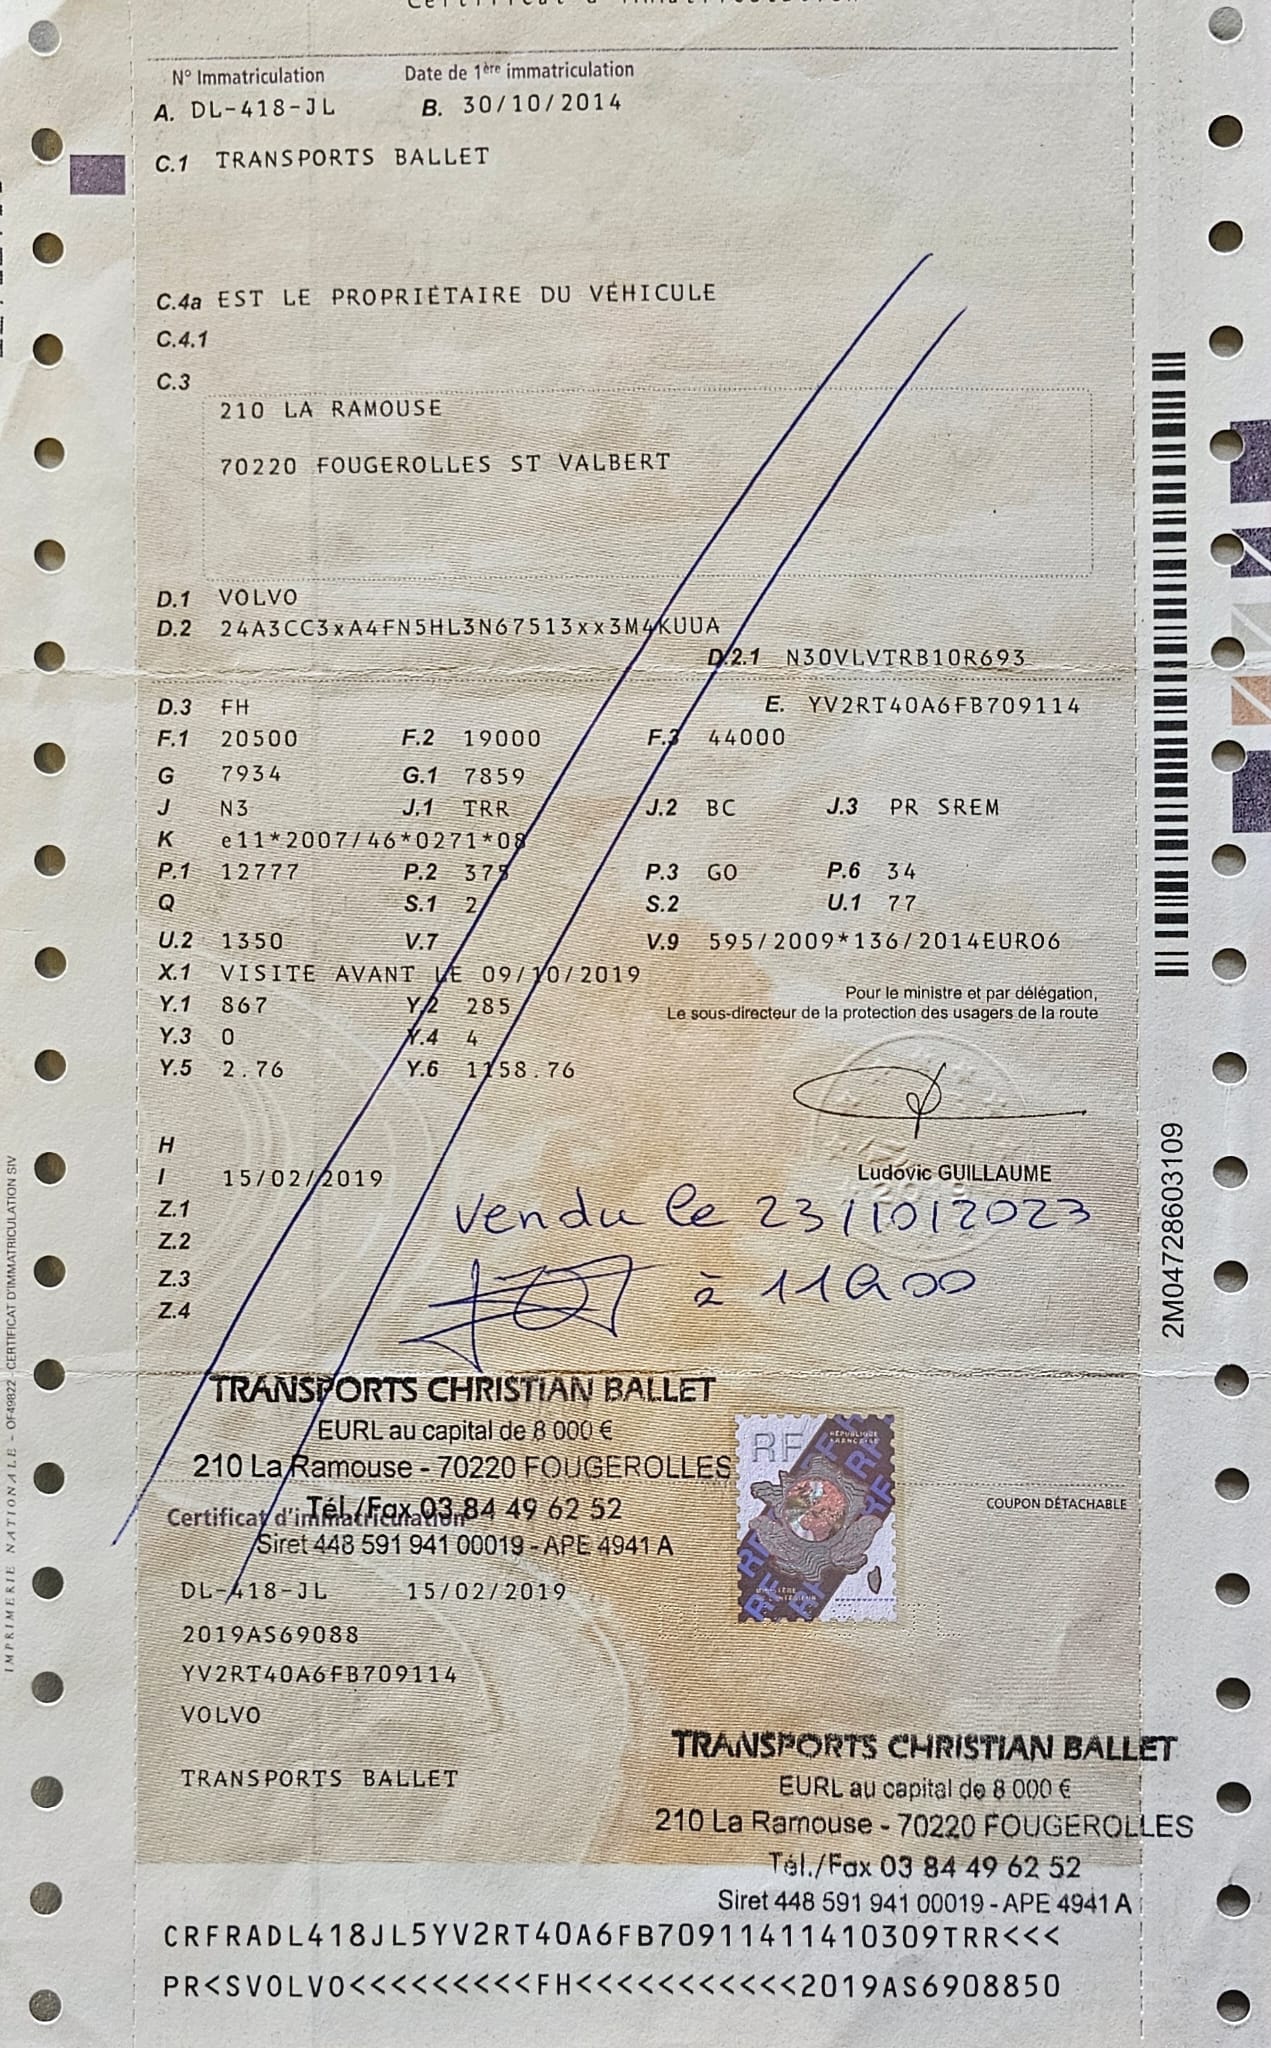 N° Immatriculation Date de 1ère immatriculation
A. DL-418-JL B. 30/10/2014
C.1 TRANSPORTS BALLET
C.4a EST LE PROPRIÉTAIRE DU VÉHICULE
C.4.1
C.3
210 LA RAMOUSE
70220 FOUGEROLLES ST VALBERT
D.1 VOLVO
D.2 24A3CC3xA4FN5HL3N67513xx3M4KUUA
D.2.1 N30VLVTRB10R693
D.3 FH E. YV2RT40A6FB709114
F.1 20500 F.2 19000 F.3 44000
G 7934 G.1 7859
J N3 J.1 TRR J.2 BC J.3 PR SREM
K e11*2007/46*0271*08
P.1 12777 P.2 375 P.3 GO P.6 34
Q S.1 2 S.2 U.1 77
U.2 1350 V.7 V.9 595/2009*136/2014EURO6
X.1 VISITE AVANT LE 09/10/2019
Y.1 867 Y.2 285
Pour le ministre et par délégation,
Le sous-directeur de la protection des usagers de la route
Y.3 0 Y.4 4
Y.5 2.76 Y.6 1158.76
H
I 15/02/2019
Ludovic GUILLAUME
Z.1
vendu le 23/10/2023
Z.2
Z.3
à 11h00
Z.4
TRANSPORTS CHRISTIAN BALLET
EURL au capital de 8 000 €
210 La Ramouse - 70220 FOUGEROLLES
Tél./Fax 03 84 49 62 52
Siret 448 591 941 00019 - APE 4941 A
RF
RÉPUBLIQUE
FRANÇAISE
COUPON DÉTACHABLE
Certificat d'immatriculation
DL-418-JL 15/02/2019
2019AS69088
YV2RT40A6FB709114
VOLVO
TRANSPORTS BALLET
TRANSPORTS CHRISTIAN BALLET
EURL au capital de 8 000 €
210 La Ramouse - 70220 FOUGEROLLES
Tél./Fax 03 84 49 62 52
Siret 448 591 941 00019 - APE 4941 A
CRFRADL418JL5YV2RT40A6FB70911411410309TRR<<<
PR<SVOLVO<<<<<<<<<FH<<<<<<<<<<<2019AS6908850
2M04728603109
IMPRIMERIE NATIONALE - OF49822 - CERTIFICAT D'IMMATRICULATION SIV